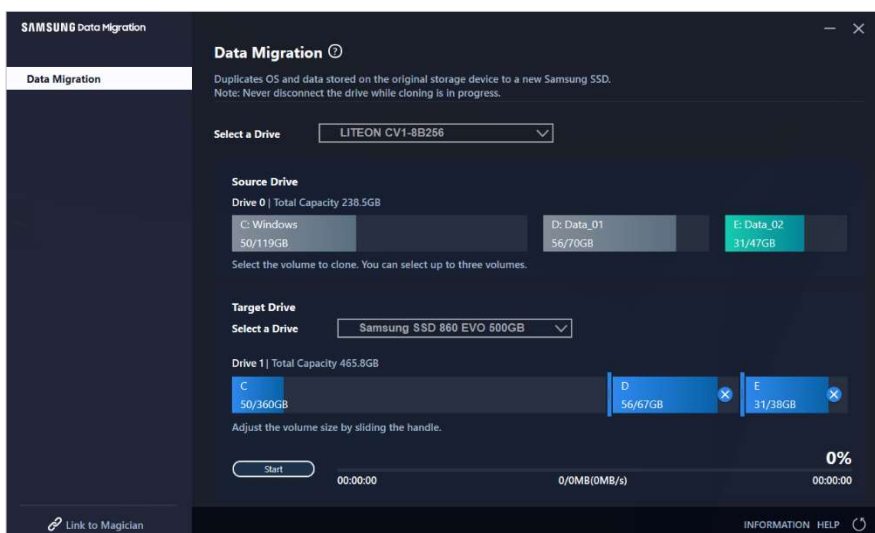 SAMSUNG Data Migration
Data Migration
Data Migration ?
Duplicates OS and data stored on the original storage device to a new Samsung SSD.
Note: Never disconnect the drive while cloning is in progress.
Select a Drive LITEON CV1-8B256
Source Drive
Drive 0 | Total Capacity 238.5GB
C: Windows D: Data_01 E: Data_02
50/119GB 56/70GB 31/47GB
Select the volume to clone. You can select up to three volumes.
Target Drive
Select a Drive Samsung SSD 860 EVO 500GB
Drive 1 | Total Capacity 465.8GB
C D E
50/360GB 56/67GB 31/38GB
Adjust the volume size by sliding the handle.
0%
Start
00:00:00 0/0MB(0MB/s) 00:00:00
Link to Magician INFORMATION HELP